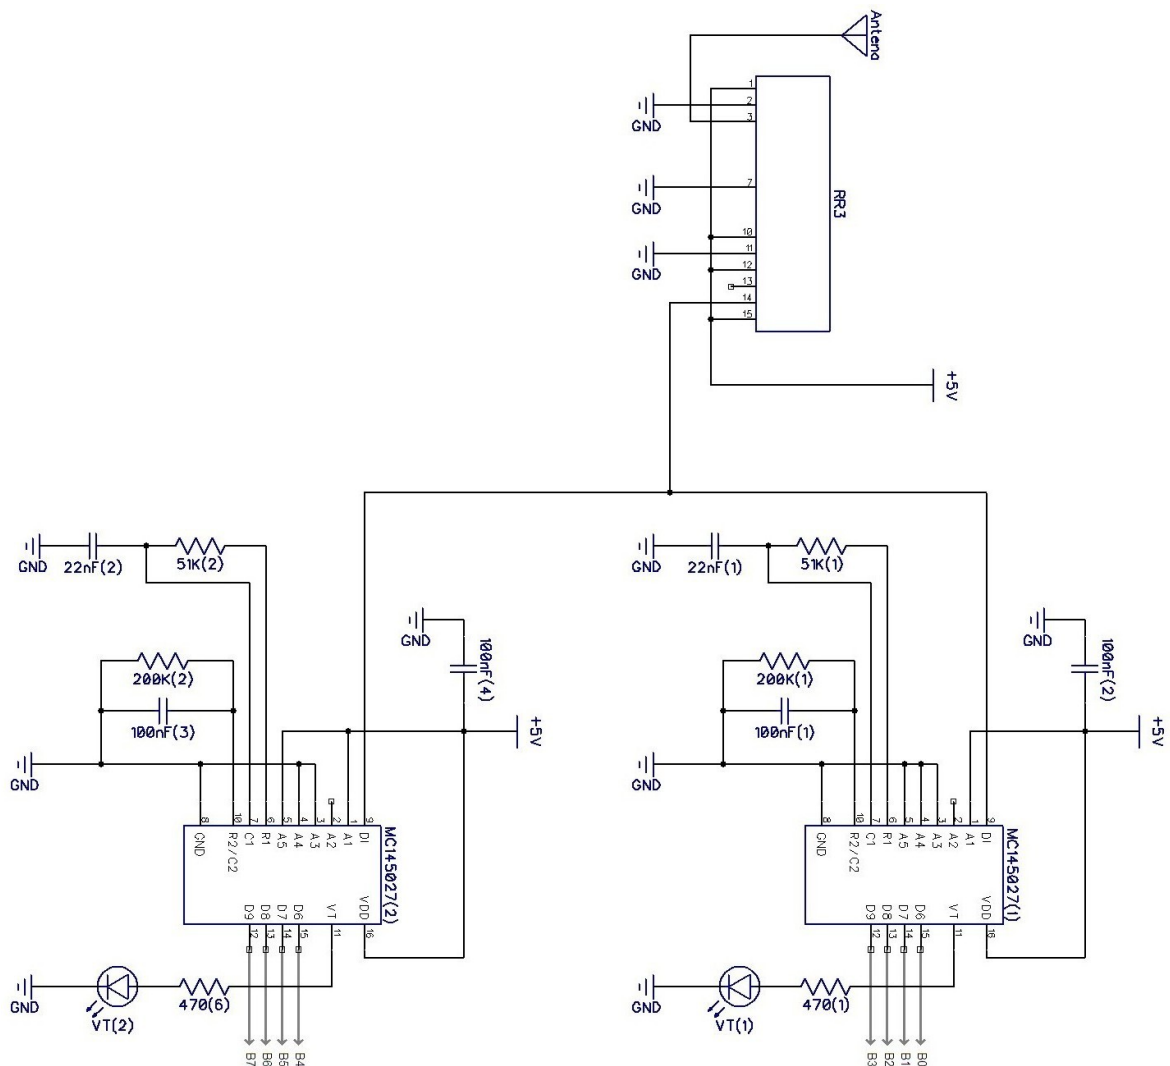 Antena
1
2
3
GND
7
GND
RR3
10
11
12
13
14
15
GND
+5V
GND
22nF(2)
51K(2)
GND
22nF(1)
51K(1)
GND
100nF(4)
GND
100nF(2)
200K(2)
200K(1)
100nF(3)
100nF(1)
+5V
+5V
GND
GND
8
10
7
6
5
4
3
2
1
9
GND
R2/C2
C1
R1
A5
A4
A3
A2
A1
DI
MC145027(2)
D9
D8
D7
D6
VT
VDD
12
13
14
15
11
16
8
10
7
6
5
4
3
2
1
9
GND
R2/C2
C1
R1
A5
A4
A3
A2
A1
DI
MC145027(1)
D9
D8
D7
D6
VT
VDD
12
13
14
15
11
16
GND
VT(2)
470(6)
GND
VT(1)
470(1)
B7
B6
B5
B4
B3
B2
B1
B0